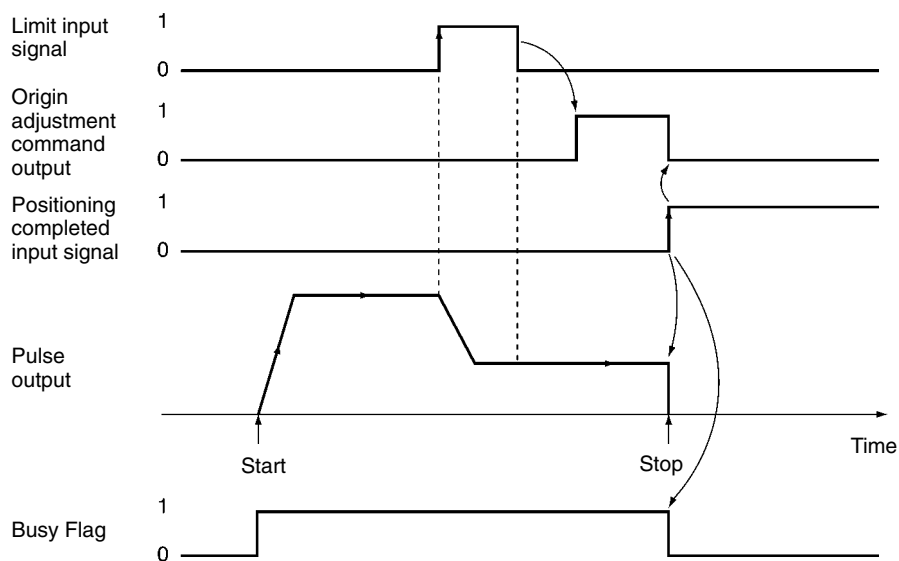 Limit input
signal
1
0
Origin
adjustment
command
output
1
0
Positioning
completed
input signal
1
0
Pulse
output
Start
Stop
Time
Busy Flag
1
0